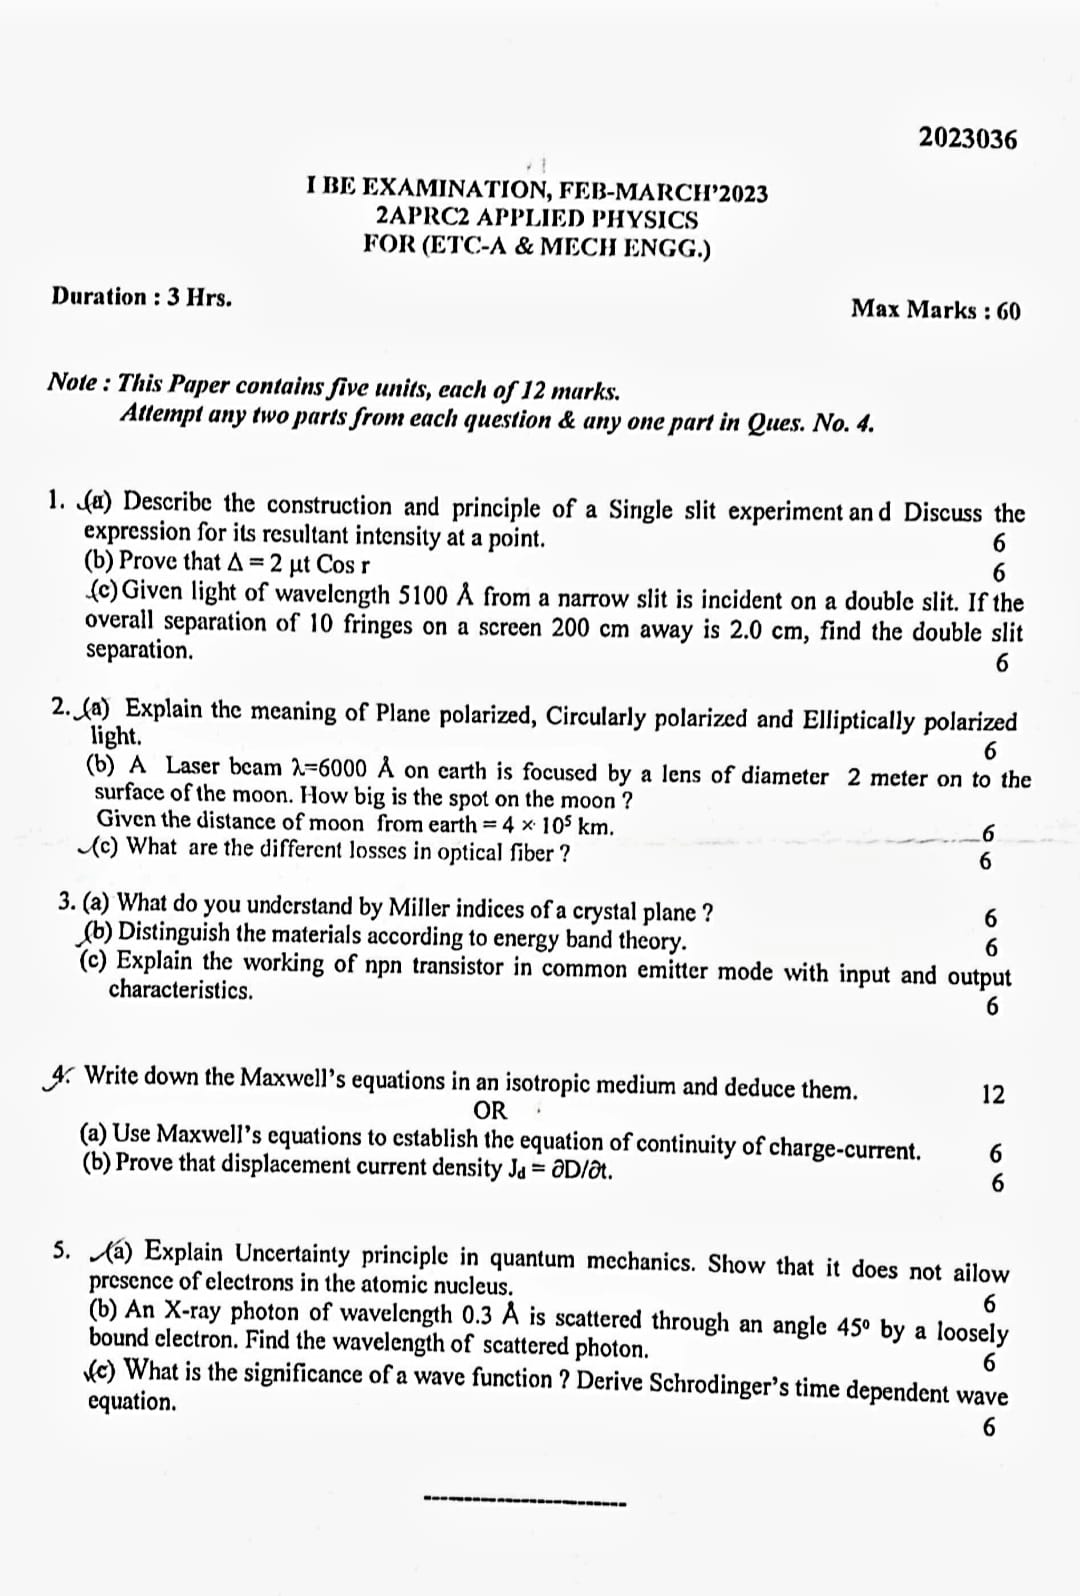 2023036
I BE EXAMINATION, FEB-MARCH'2023
2APRC2 APPLIED PHYSICS
FOR (ETC-A & MECH ENGG.)
Duration : 3 Hrs.
Max Marks : 60
Note : This Paper contains five units, each of 12 marks.
Attempt any two parts from each question & any one part in Ques. No. 4.
1. (a) Describe the construction and principle of a Single slit experiment an d Discuss the
expression for its resultant intensity at a point. 6
(b) Prove that Δ = 2 μt Cos r 6
(c) Given light of wavelength 5100 Å from a narrow slit is incident on a double slit. If the
overall separation of 10 fringes on a screen 200 cm away is 2.0 cm, find the double slit
separation. 6
2. (a) Explain the meaning of Plane polarized, Circularly polarized and Elliptically polarized
light. 6
(b) A Laser beam λ=6000 Å on earth is focused by a lens of diameter 2 meter on to the
surface of the moon. How big is the spot on the moon ?
Given the distance of moon from earth = 4 × 10⁵ km. 6
(c) What are the different losses in optical fiber ? 6
3. (a) What do you understand by Miller indices of a crystal plane ? 6
(b) Distinguish the materials according to energy band theory. 6
(c) Explain the working of npn transistor in common emitter mode with input and output
characteristics. 6
4. Write down the Maxwell's equations in an isotropic medium and deduce them. 12
OR
(a) Use Maxwell's equations to establish the equation of continuity of charge-current. 6
(b) Prove that displacement current density Jd = ∂D/∂t. 6
5. (a) Explain Uncertainty principle in quantum mechanics. Show that it does not allow
presence of electrons in the atomic nucleus. 6
(b) An X-ray photon of wavelength 0.3 Å is scattered through an angle 45º by a loosely
bound electron. Find the wavelength of scattered photon. 6
(c) What is the significance of a wave function ? Derive Schrodinger's time dependent wave
equation. 6